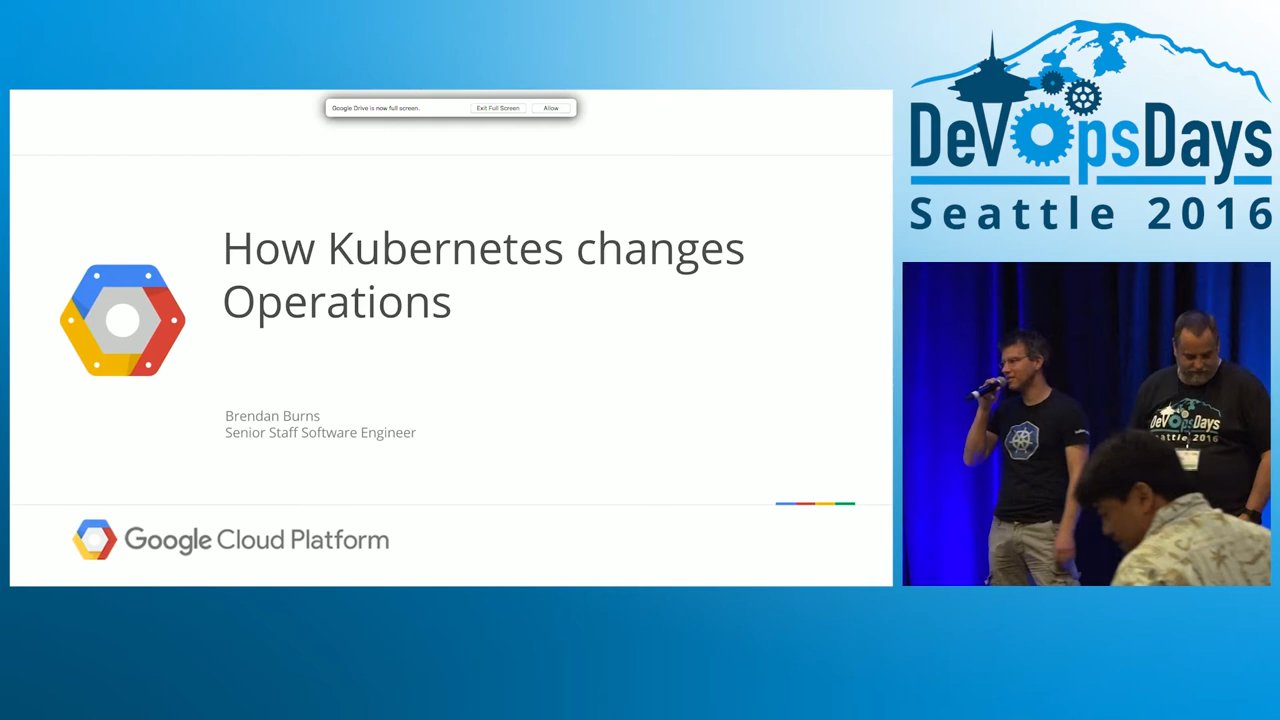 Google Drive is now full screen.
Exit Full Screen
Allow
How Kubernetes changes
Operations
Brendan Burns
Senior Staff Software Engineer
Google Cloud Platform
DevOpsDays
Seattle 2016
DevOpsDays
Seattle 2016